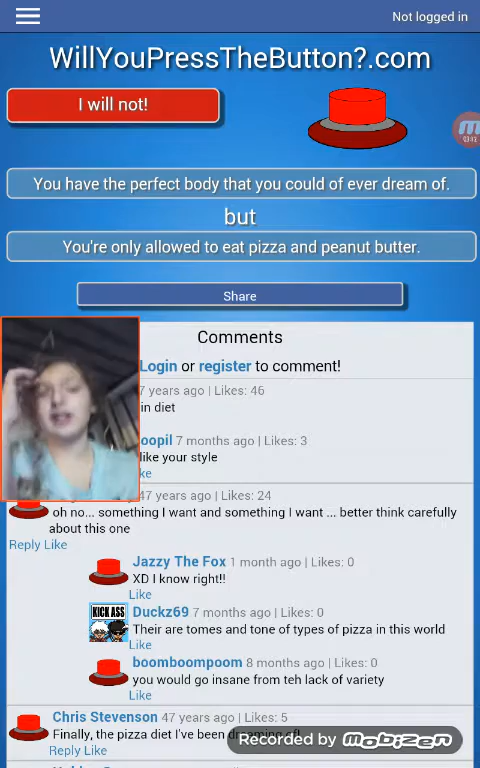 Not logged in
WillYouPressTheButton?.com
I will not!
You have the perfect body that you could of ever dream of.
but
You're only allowed to eat pizza and peanut butter.
Share
Comments
Login or register to comment!
7 years ago | Likes: 46
in diet
oopil 7 months ago | Likes: 3
like your style
ke
47 years ago | Likes: 24
oh no... something I want and something I want ... better think carefully
about this one
Reply Like
Jazzy The Fox 1 month ago | Likes: 0
XD I know right!!
Like
KICK ASS
Duckz69 7 months ago | Likes: 0
Their are tomes and tone of types of pizza in this world
Like
boomboompoom 8 months ago | Likes: 0
you would go insane from teh lack of variety
Like
Chris Stevenson 47 years ago | Likes: 5
Finally, the pizza diet I've been
Reply Like
Recorded by Mobizen